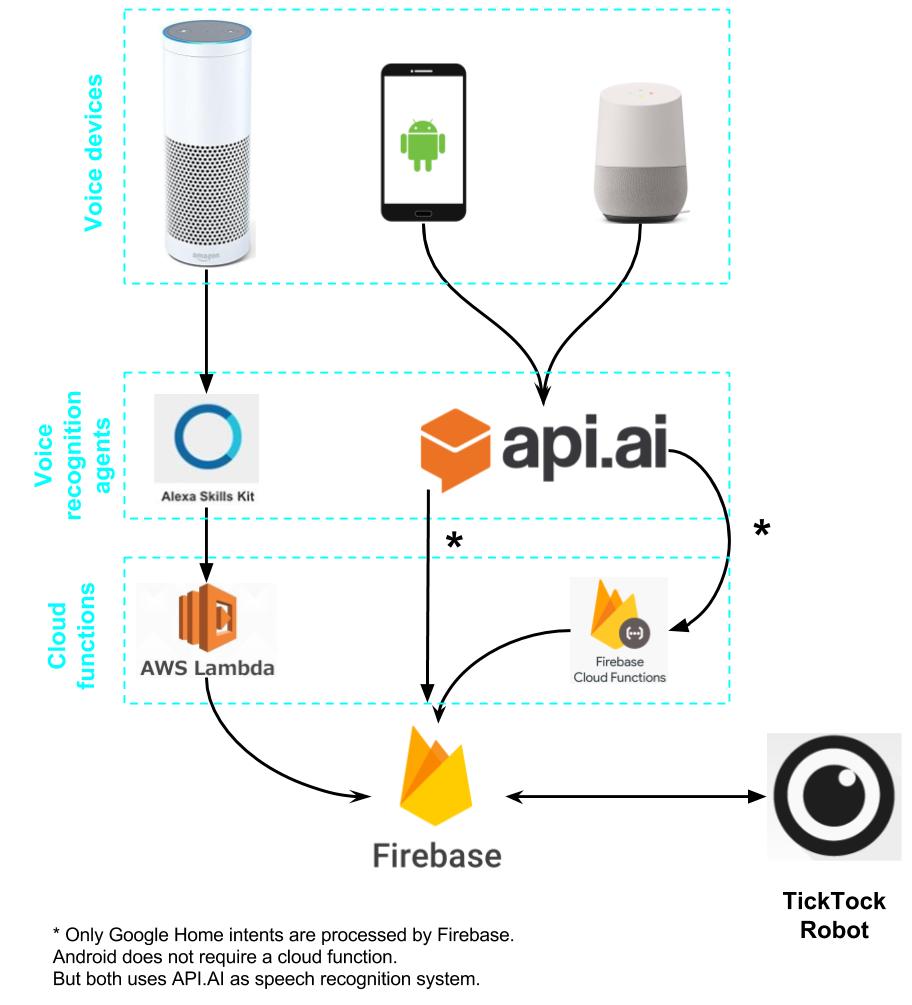 Voice devices
amazon
Voice
recognition
agents
Alexa Skills Kit
api.ai
*
*
Cloud
functions
AWS Lambda
Firebase
Cloud Functions
Firebase
TickTock
Robot
* Only Google Home intents are processed by Firebase.
Android does not require a cloud function.
But both uses API.AI as speech recognition system.